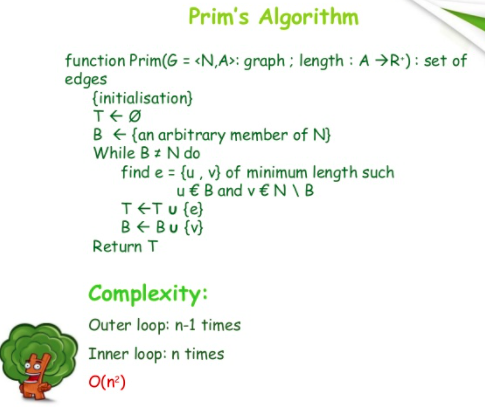 Prim's Algorithm
function Prim(G = <N,A>: graph ; length : A →R⁺) : set of
edges
{initialisation}
T ← Ø
B ← {an arbitrary member of N}
While B ≠ N do
find e = {u , v} of minimum length such
u € B and v € N \ B
T ←T ∪ {e}
B ← B ∪ {v}
Return T
Complexity:
Outer loop: n-1 times
Inner loop: n times
O(n²)